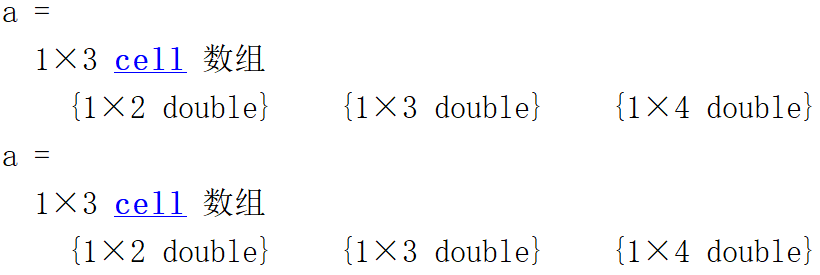 a =
1×3 cell 数组
{1×2 double} {1×3 double} {1×4 double}
a =
1×3 cell 数组
{1×2 double} {1×3 double} {1×4 double}